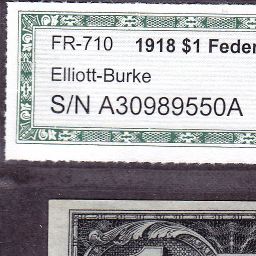 FR-710 1918 $1 Feder
Elliott-Burke
S/N A30989550A